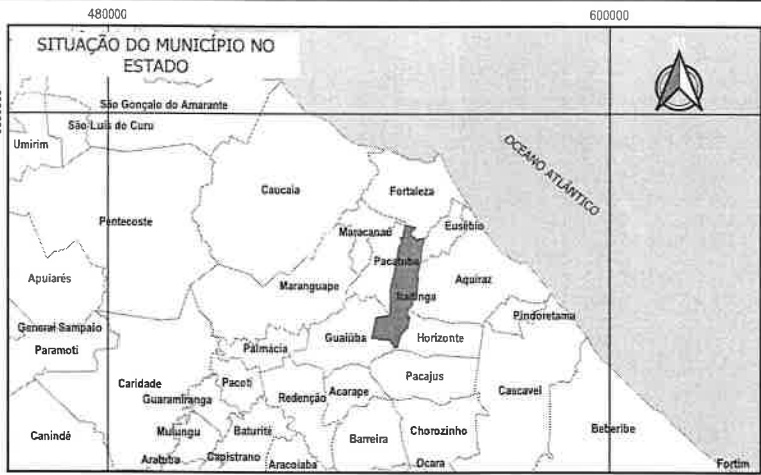 480000
600000
SITUAÇÃO DO MUNICÍPIO NO
ESTADO
São Gonçalo do Amarante
São Luís do Curu
Umirim
OCEANO ATLÂNTICO
Caucaia
Fortaleza
Pentecoste
Maracanaú
Eusébio
Pacatuba
Apuiarés
Maranguape
Aquiraz
Itaitinga
Pindoretama
General Sampaio
Paramoti
Palmácia
Guaiúba
Horizonte
Caridade
Pacoti
Pacajus
Guaramiranga
Redenção
Acarape
Cascavel
Canindé
Mulungu
Baturité
Barreira
Chorozinho
Beberibe
Aratuba
Capistrano
Aracoiaba
Ocara
Fortim